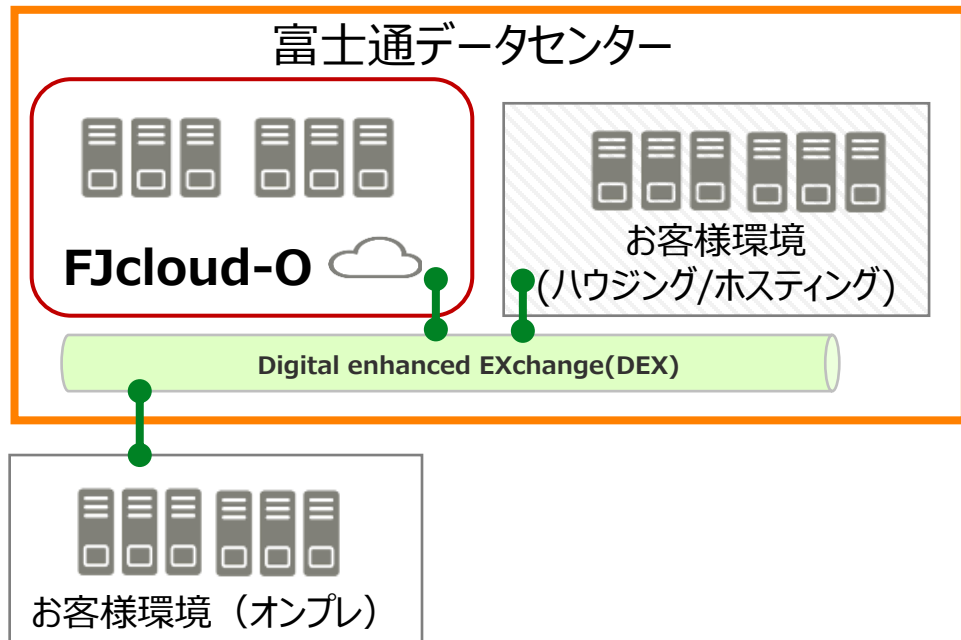 富士通データセンター
FJcloud-O
お客様環境
(ハウジング/ホスティング)
Digital enhanced EXchange(DEX)
お客様環境（オンプレ）